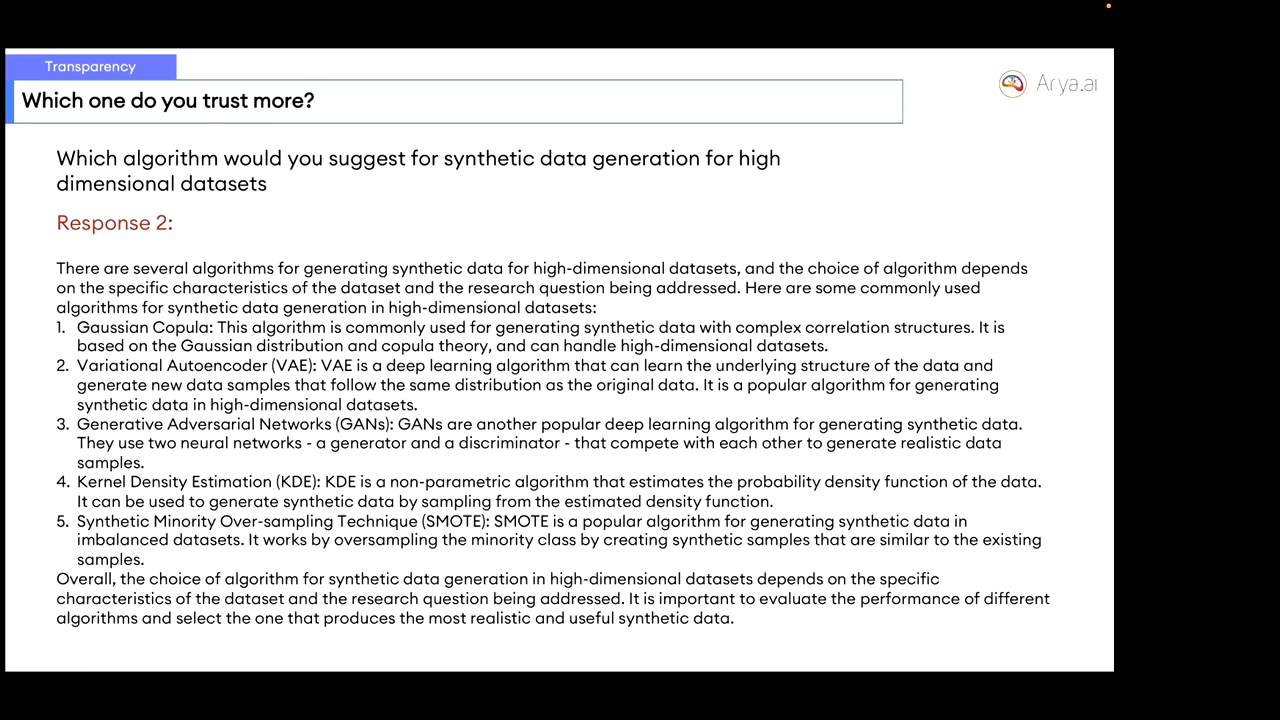 Transparency
Which one do you trust more?
Arya.ai
Which algorithm would you suggest for synthetic data generation for high
dimensional datasets
Response 2:
There are several algorithms for generating synthetic data for high-dimensional datasets, and the choice of algorithm depends
on the specific characteristics of the dataset and the research question being addressed. Here are some commonly used
algorithms for synthetic data generation in high-dimensional datasets:
1. Gaussian Copula: This algorithm is commonly used for generating synthetic data with complex correlation structures. It is
based on the Gaussian distribution and copula theory, and can handle high-dimensional datasets.
2. Variational Autoencoder (VAE): VAE is a deep learning algorithm that can learn the underlying structure of the data and
generate new data samples that follow the same distribution as the original data. It is a popular algorithm for generating
synthetic data in high-dimensional datasets.
3. Generative Adversarial Networks (GANs): GANs are another popular deep learning algorithm for generating synthetic data.
They use two neural networks - a generator and a discriminator - that compete with each other to generate realistic data
samples.
4. Kernel Density Estimation (KDE): KDE is a non-parametric algorithm that estimates the probability density function of the data.
It can be used to generate synthetic data by sampling from the estimated density function.
5. Synthetic Minority Over-sampling Technique (SMOTE): SMOTE is a popular algorithm for generating synthetic data in
imbalanced datasets. It works by oversampling the minority class by creating synthetic samples that are similar to the existing
samples.
Overall, the choice of algorithm for synthetic data generation in high-dimensional datasets depends on the specific
characteristics of the dataset and the research question being addressed. It is important to evaluate the performance of different
algorithms and select the one that produces the most realistic and useful synthetic data.